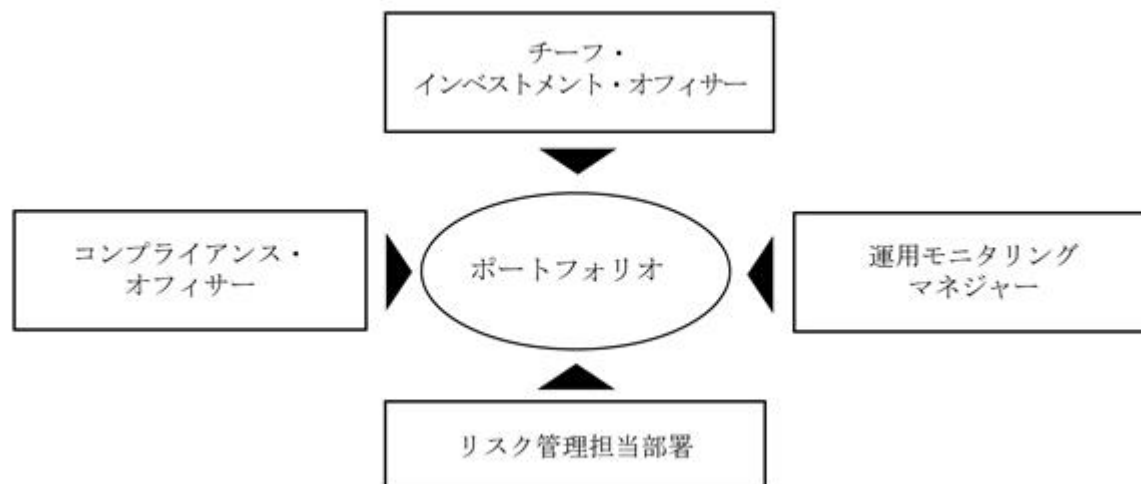 チーフ・
インベストメント・オフィサー
コンプライアンス・
オフィサー
ポートフォリオ
運用モニタリング
マネジャー
リスク管理担当部署